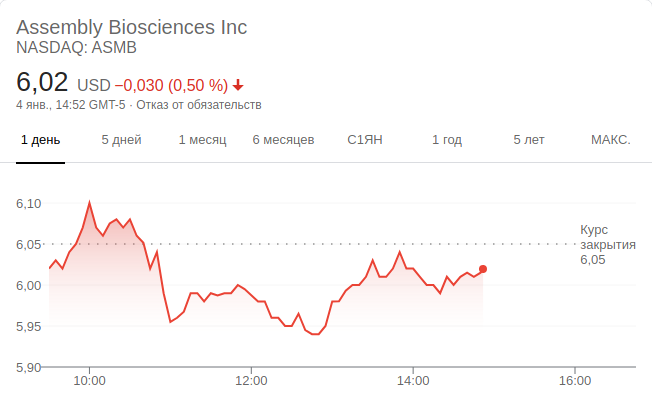 Assembly Biosciences Inc
NASDAQ: ASMB
6,02 USD −0,030 (0,50 %)
4 янв., 14:52 GMT-5 · Отказ от обязательств
1 день 5 дней 1 месяц 6 месяцев С1ЯН 1 год 5 лет МАКС.
6,10
6,05
6,00
5,95
5,90
Курс
закрытия
6,05
10:00 12:00 14:00 16:00